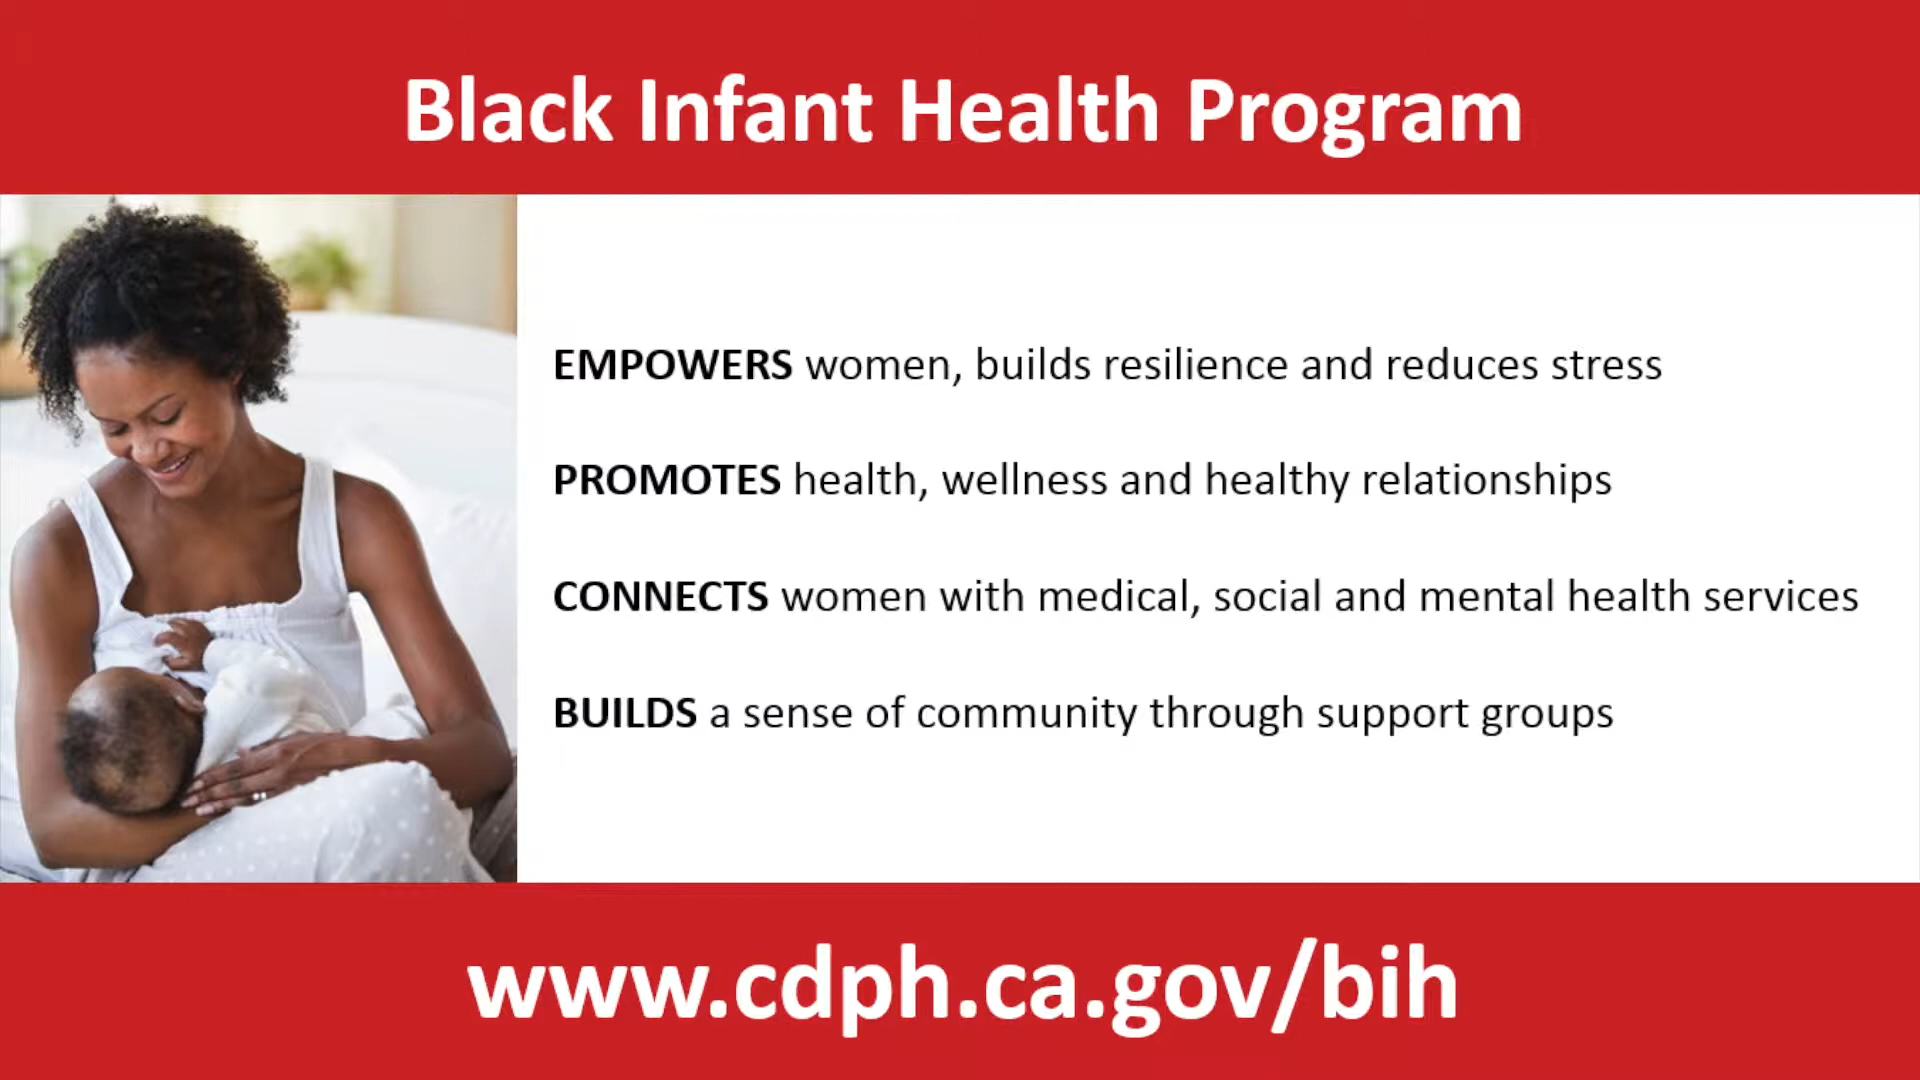 Black Infant Health Program
EMPOWERS women, builds resilience and reduces stress
PROMOTES health, wellness and healthy relationships
CONNECTS women with medical, social and mental health services
BUILDS a sense of community through support groups
www.cdph.ca.gov/bih